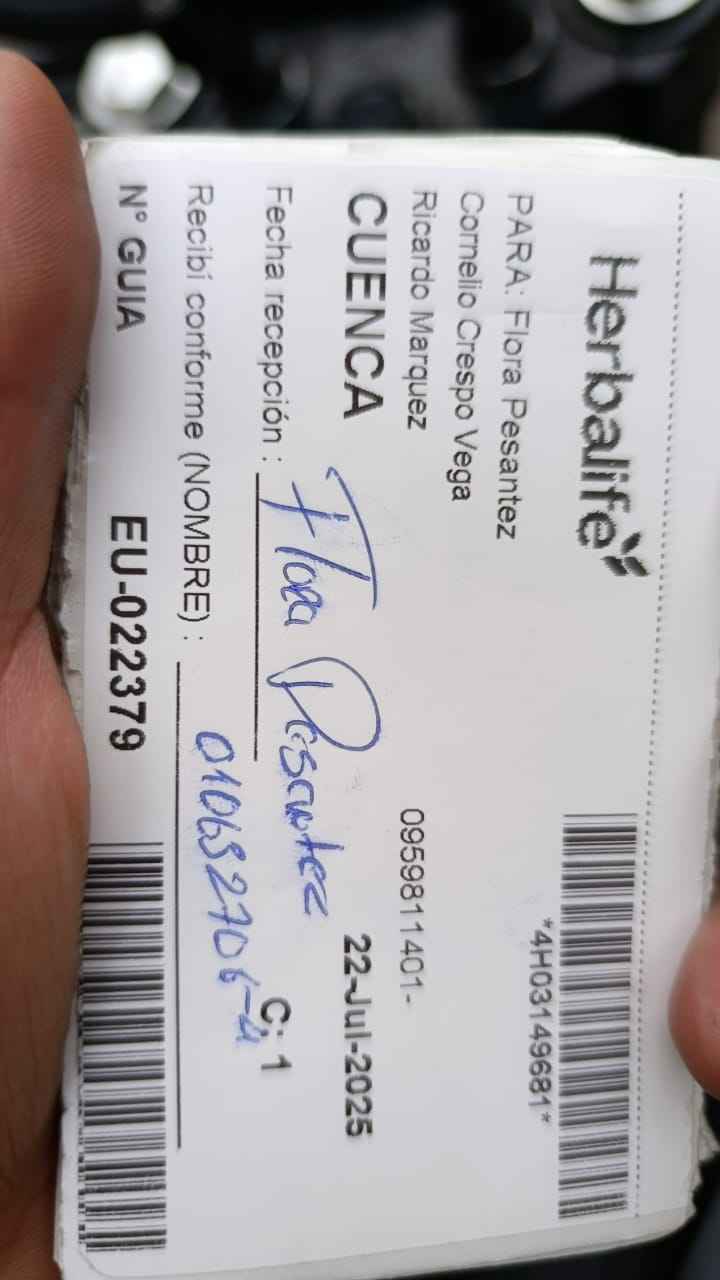 Herbalife
*4H03149681*
PARA: Flora Pesantez
Cornelio Crespo Vega
Ricardo Marquez
0959811401-
CUENCA
22-Jul-2025
Fecha recepción :
Flora Pesantez
C: 1
Recibí conforme (NOMBRE) :
N° GUIA
EU-022379